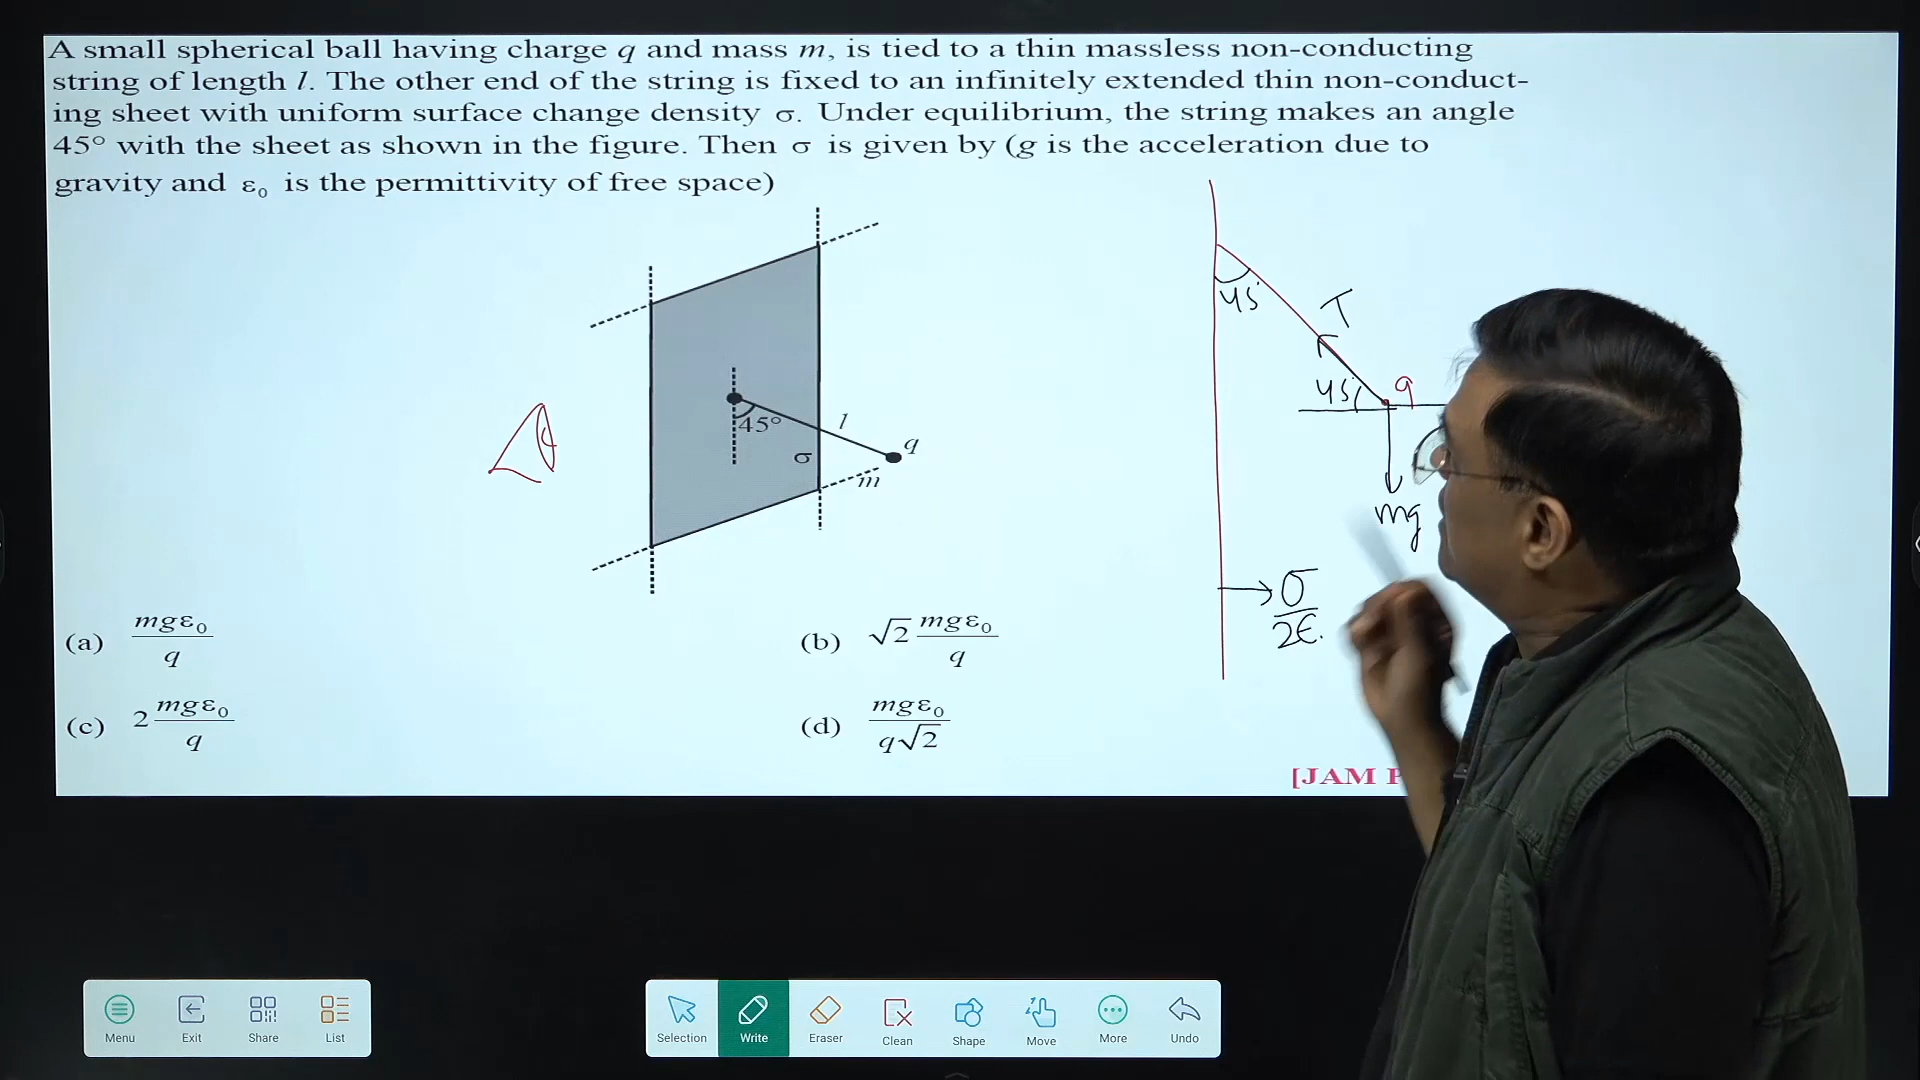 A small spherical ball having charge q and mass m, is tied to a thin massless non-conducting
string of length l. The other end of the string is fixed to an infinitely extended thin non-conduct-
ing sheet with uniform surface change density σ. Under equilibrium, the string makes an angle
45° with the sheet as shown in the figure. Then σ is given by (g is the acceleration due to
gravity and ε₀ is the permittivity of free space)
45°
l
q
σ
m
45°
T
45°
q
mg
σ/2ε₀
(a) mgε₀/q
(b) √2 mgε₀/q
(c) 2 mgε₀/q
(d) mgε₀/q√2
[JAM
Menu
Exit
Share
List
Selection
Write
Eraser
Clean
Shape
Move
More
Undo